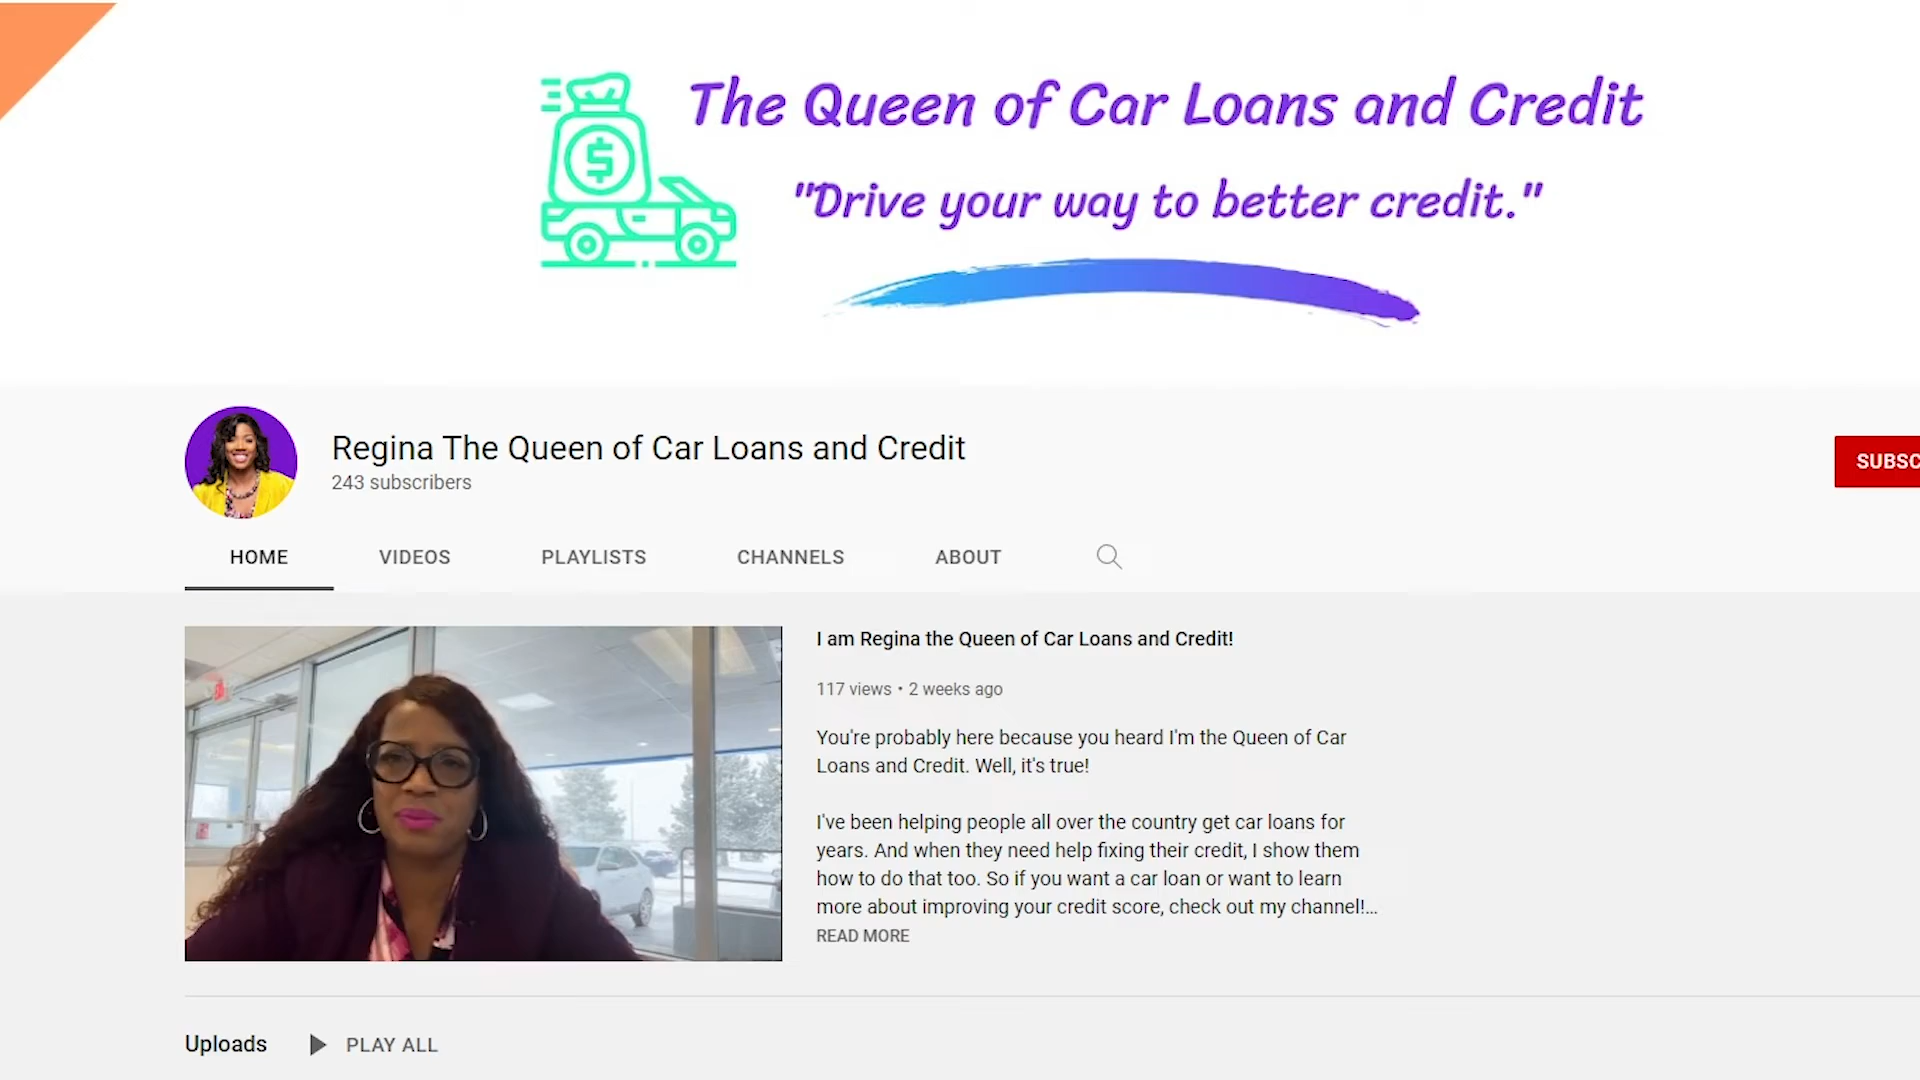 The Queen of Car Loans and Credit
"Drive your way to better credit."
$
Regina The Queen of Car Loans and Credit
243 subscribers
SUBSC
HOME VIDEOS PLAYLISTS CHANNELS ABOUT
I am Regina the Queen of Car Loans and Credit!
117 views • 2 weeks ago
You're probably here because you heard I'm the Queen of Car
Loans and Credit. Well, it's true!
I've been helping people all over the country get car loans for
years. And when they need help fixing their credit, I show them
how to do that too. So if you want a car loan or want to learn
more about improving your credit score, check out my channel!...
READ MORE
Uploads PLAY ALL